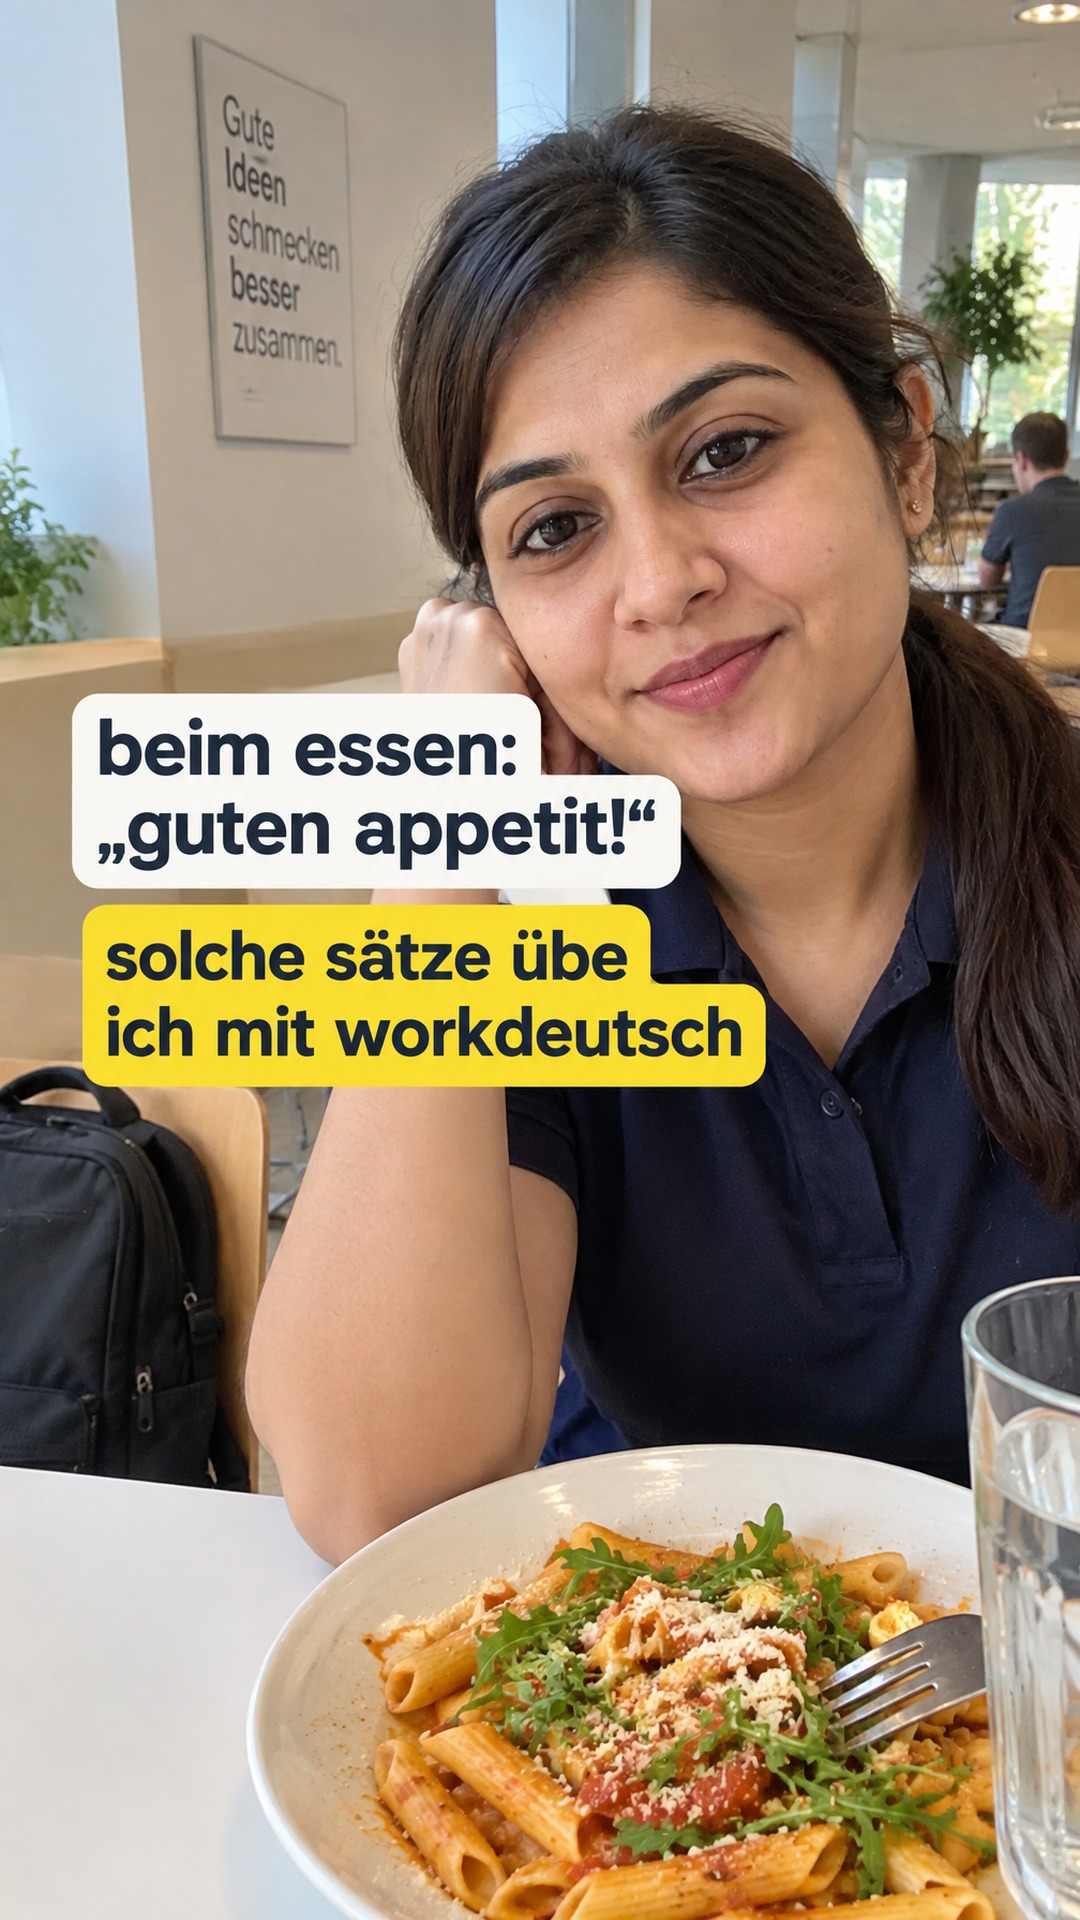 Gute
Ideen
schmecken
besser
zusammen.
beim essen:
„guten appetit!“
solche sätze übe
ich mit workdeutsch